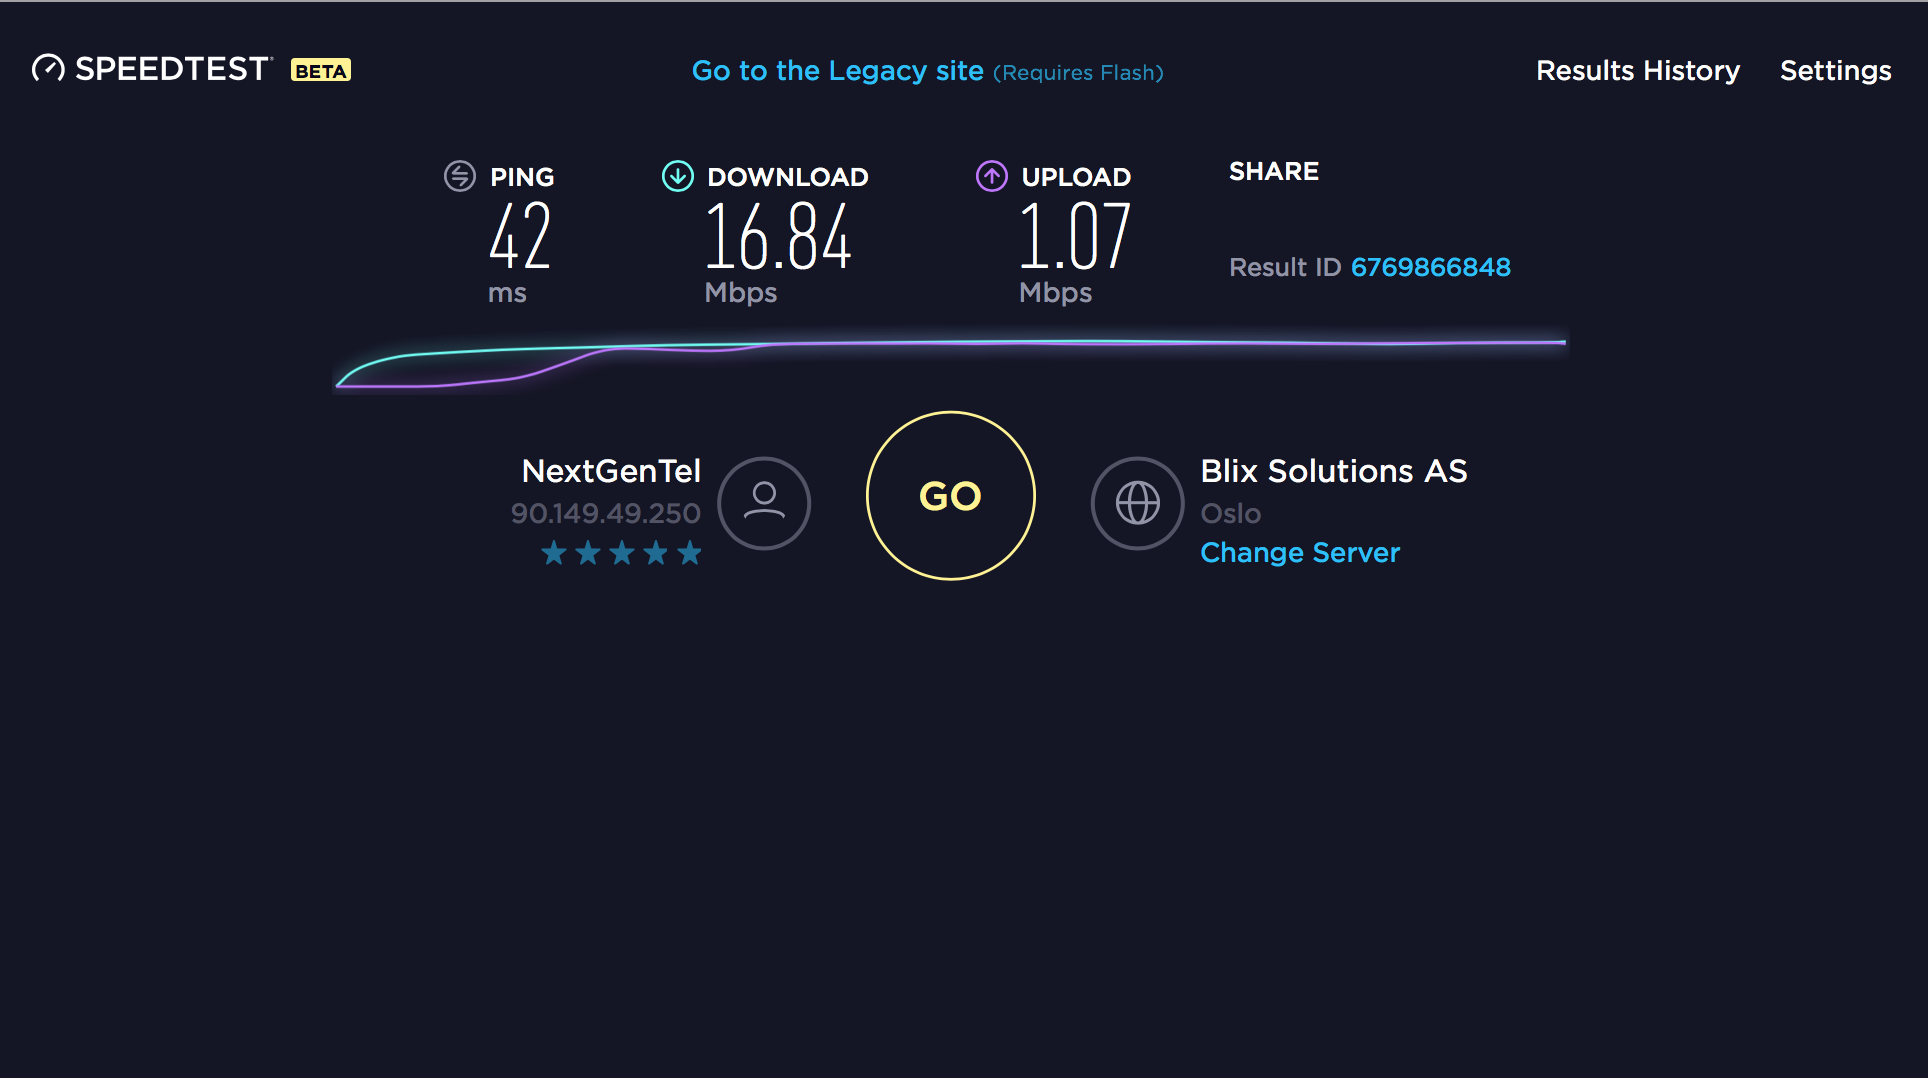 SPEEDTEST BETA
Go to the Legacy site (Requires Flash)
Results History Settings
PING DOWNLOAD UPLOAD SHARE
42 16.84 1.07
ms Mbps Mbps
Result ID 6769866848
NextGenTel
90.149.49.250
GO
Blix Solutions AS
Oslo
Change Server